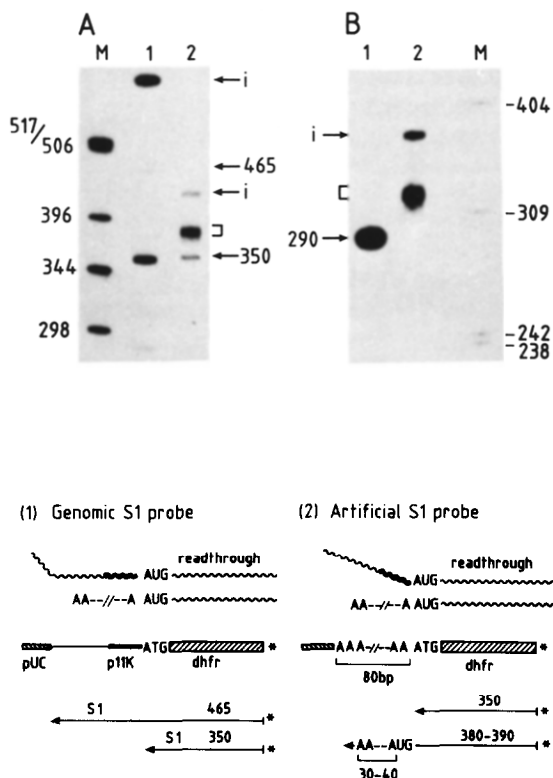 A
B
M 1 2
1 2 M
i
517/
506
465
i
396
350
344
298
404
i
309
290
242
238
(1) Genomic S1 probe
readthrough
AUG
AA--//--A AUG
ATG
pUC p11K dhfr *
S1 465 *
S1 350 *
(2) Artificial S1 probe
readthrough
AUG
AA--//--A AUG
AAA-//--AA ATG *
80bp dhfr
350 *
AA--AUG 380-390 *
30-40